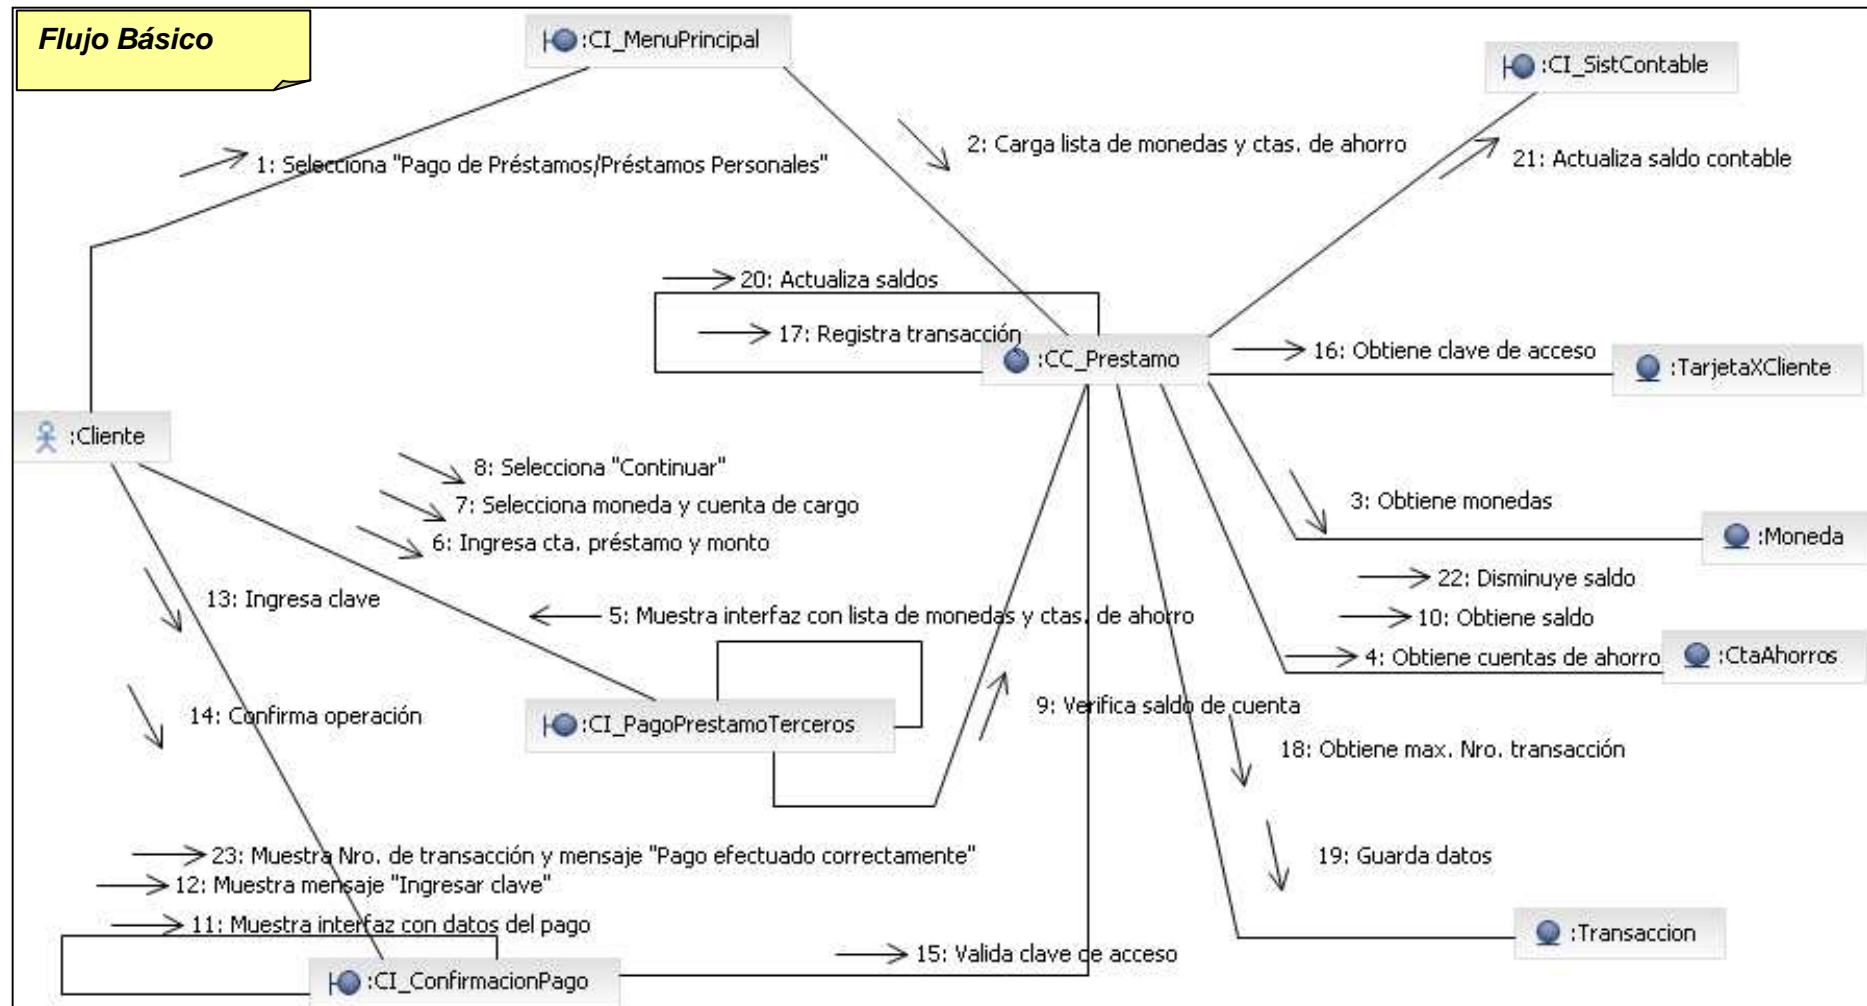 Flujo Básico
:CI_MenuPrincipal
:CI_SistContable
1: Selecciona "Pago de Préstamos/Préstamos Personales"
2: Carga lista de monedas y ctas. de ahorro
21: Actualiza saldo contable
20: Actualiza saldos
17: Registra transacción
:CC_Prestamo
16: Obtiene clave de acceso
:TarjetaXCliente
:Cliente
8: Selecciona "Continuar"
7: Selecciona moneda y cuenta de cargo
6: Ingresa cta. préstamo y monto
3: Obtiene monedas
:Moneda
13: Ingresa clave
5: Muestra interfaz con lista de monedas y ctas. de ahorro
22: Disminuye saldo
10: Obtiene saldo
4: Obtiene cuentas de ahorro
:CtaAhorros
14: Confirma operación
:CI_PagoPrestamoTerceros
9: Verifica saldo de cuenta
18: Obtiene max. Nro. transacción
23: Muestra Nro. de transacción y mensaje "Pago efectuado correctamente"
19: Guarda datos
12: Muestra mensaje "Ingresar clave"
11: Muestra interfaz con datos del pago
:Transaccion
15: Valida clave de acceso
:CI_ConfirmacionPago